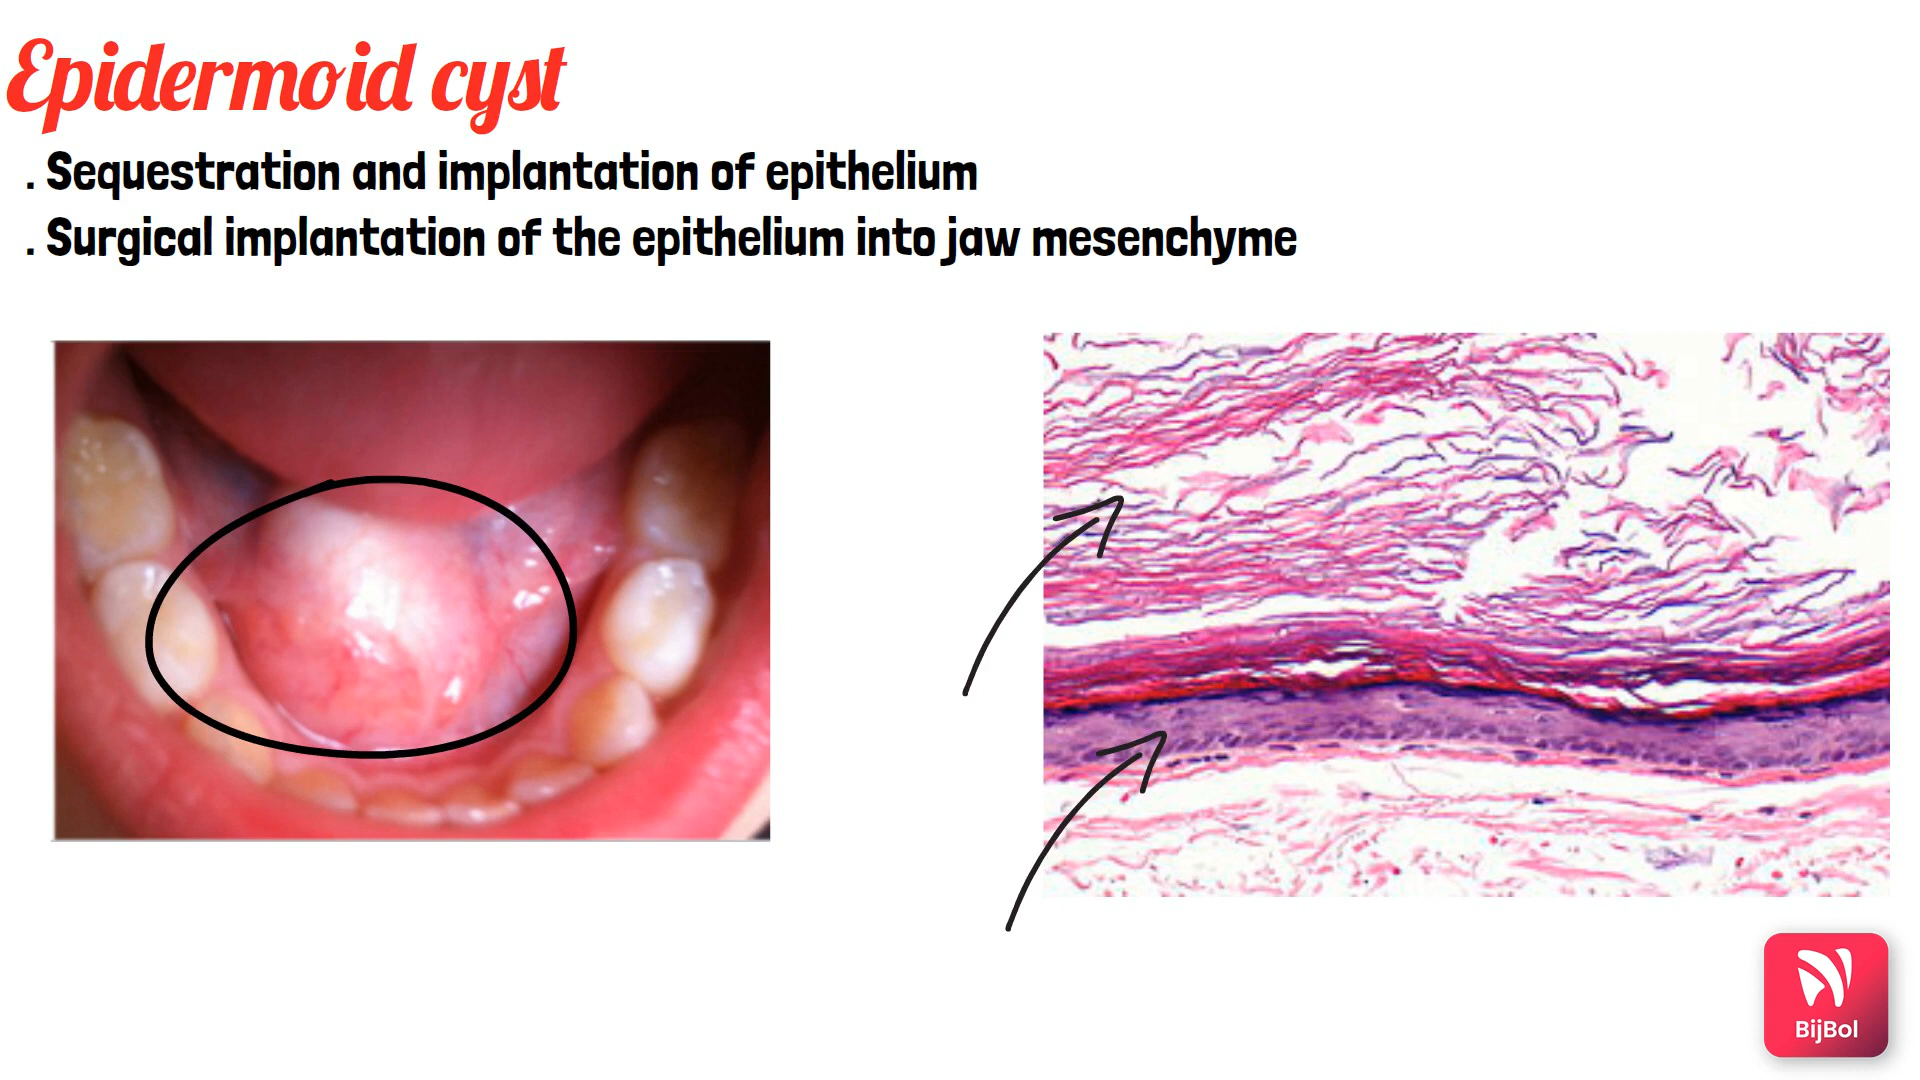 Epidermoid cyst
. Sequestration and implantation of epithelium
. Surgical implantation of the epithelium into jaw mesenchyme
BijBol